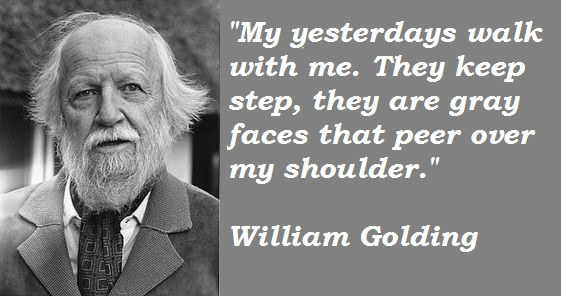 "My yesterdays walk
with me. They keep
step, they are gray
faces that peer over
my shoulder."
William Golding